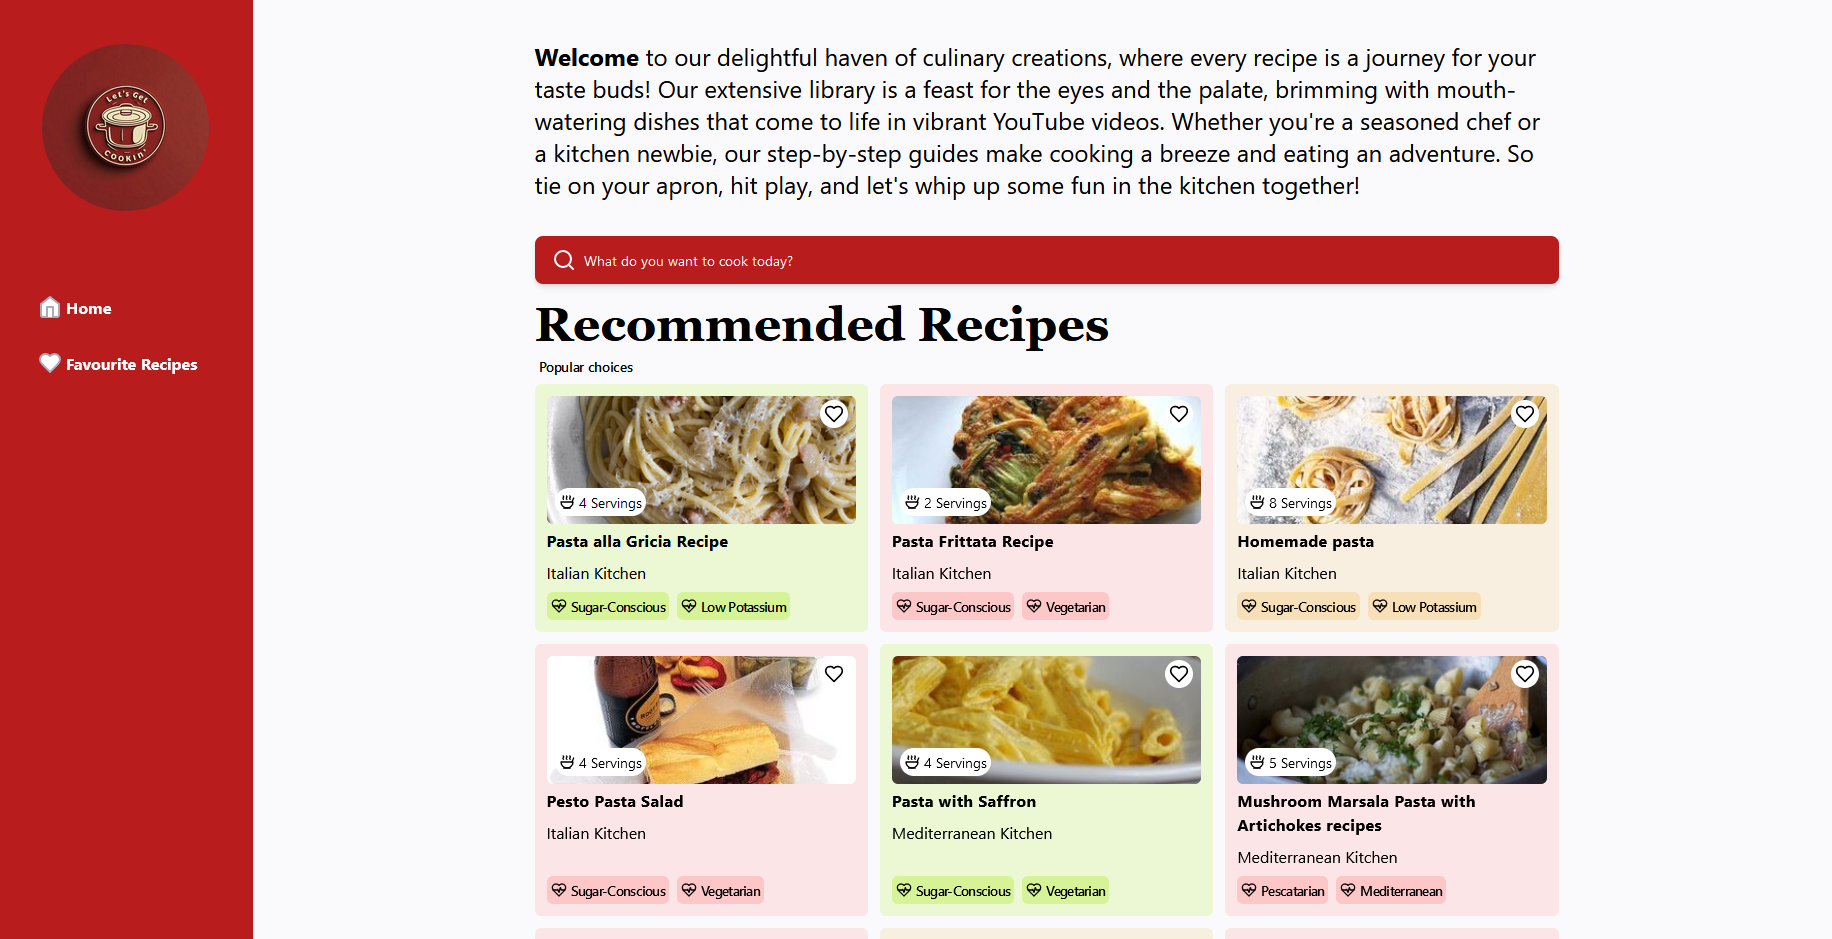 Let's Get
COOKIN'
Home
Favourite Recipes
Welcome to our delightful haven of culinary creations, where every recipe is a journey for your
taste buds! Our extensive library is a feast for the eyes and the palate, brimming with mouth-
watering dishes that come to life in vibrant YouTube videos. Whether you're a seasoned chef or
a kitchen newbie, our step-by-step guides make cooking a breeze and eating an adventure. So
tie on your apron, hit play, and let's whip up some fun in the kitchen together!
What do you want to cook today?
Recommended Recipes
Popular choices
4 Servings
Pasta alla Gricia Recipe
Italian Kitchen
Sugar-Conscious Low Potassium
2 Servings
Pasta Frittata Recipe
Italian Kitchen
Sugar-Conscious Vegetarian
8 Servings
Homemade pasta
Italian Kitchen
Sugar-Conscious Low Potassium
4 Servings
Pesto Pasta Salad
Italian Kitchen
Sugar-Conscious Vegetarian
4 Servings
Pasta with Saffron
Mediterranean Kitchen
Sugar-Conscious Vegetarian
5 Servings
Mushroom Marsala Pasta with
Artichokes recipes
Mediterranean Kitchen
Pescatarian Mediterranean